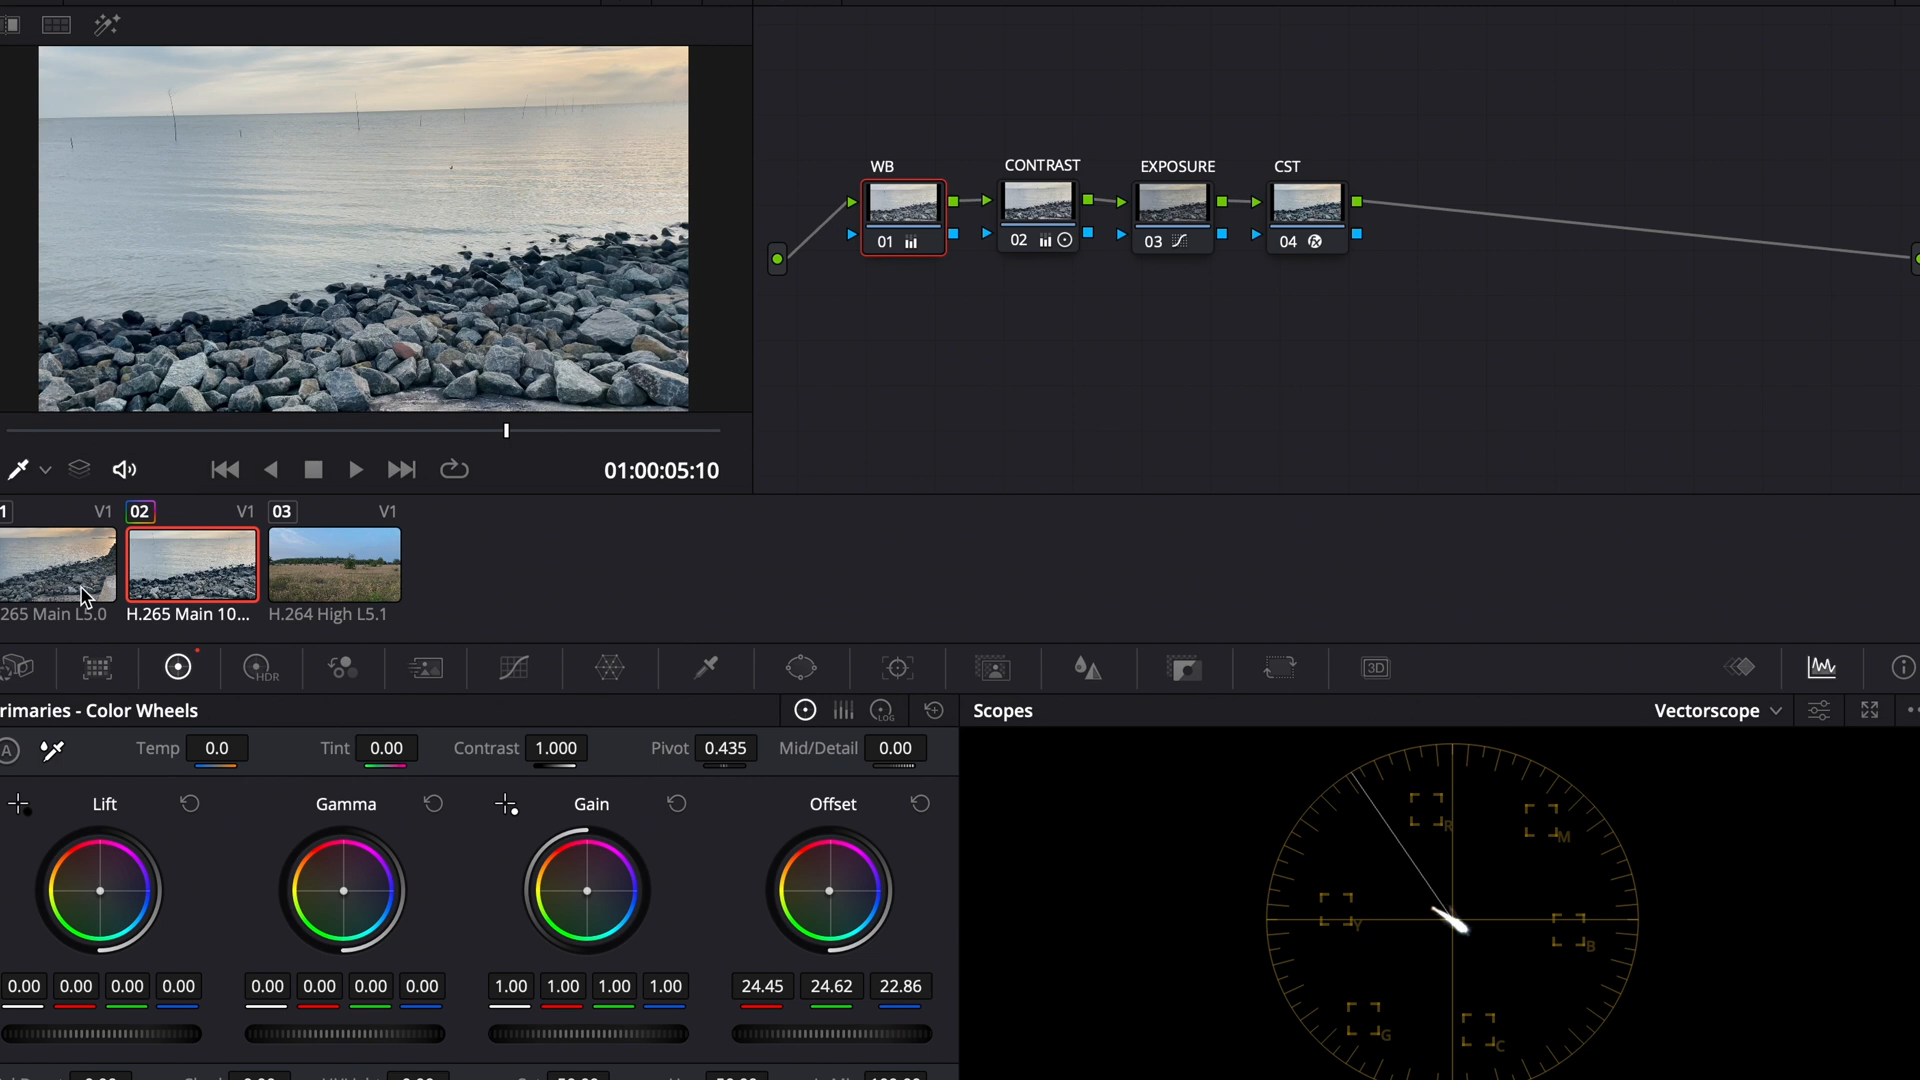 WB
CONTRAST
EXPOSURE
CST
01
02
03
04
01:00:05:10
1 V1 02 V1 03 V1
265 Main L5.0 H.265 Main 10... H.264 High L5.1
HDR
3D
rimaries - Color Wheels
LOG
Scopes
Vectorscope
A
Temp 0.0 Tint 0.00 Contrast 1.000 Pivot 0.435 Mid/Detail 0.00
Lift Gamma Gain Offset
R
M
Y
B
G
C
0.00 0.00 0.00 0.00 0.00 0.00 0.00 0.00 1.00 1.00 1.00 1.00 24.45 24.62 22.86